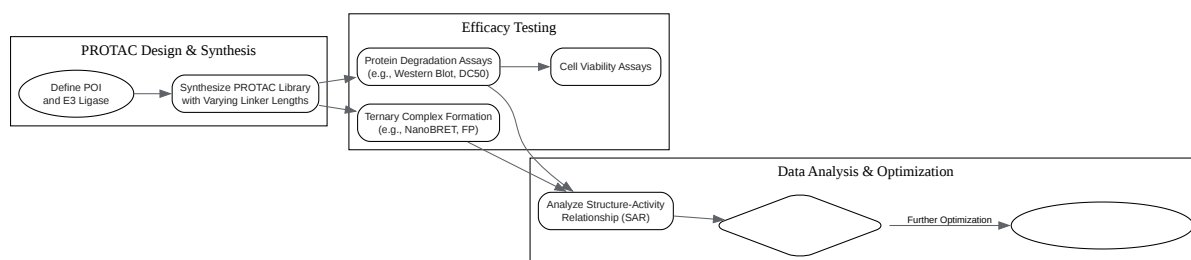 PROTAC Design & Synthesis
Define POI
and E3 Ligase
Synthesize PROTAC Library
with Varying Linker Lengths
Efficacy Testing
Protein Degradation Assays
(e.g., Western Blot, DC50)
Cell Viability Assays
Ternary Complex Formation
(e.g., NanoBRET, FP)
Data Analysis & Optimization
Analyze Structure-Activity
Relationship (SAR)
Further Optimization